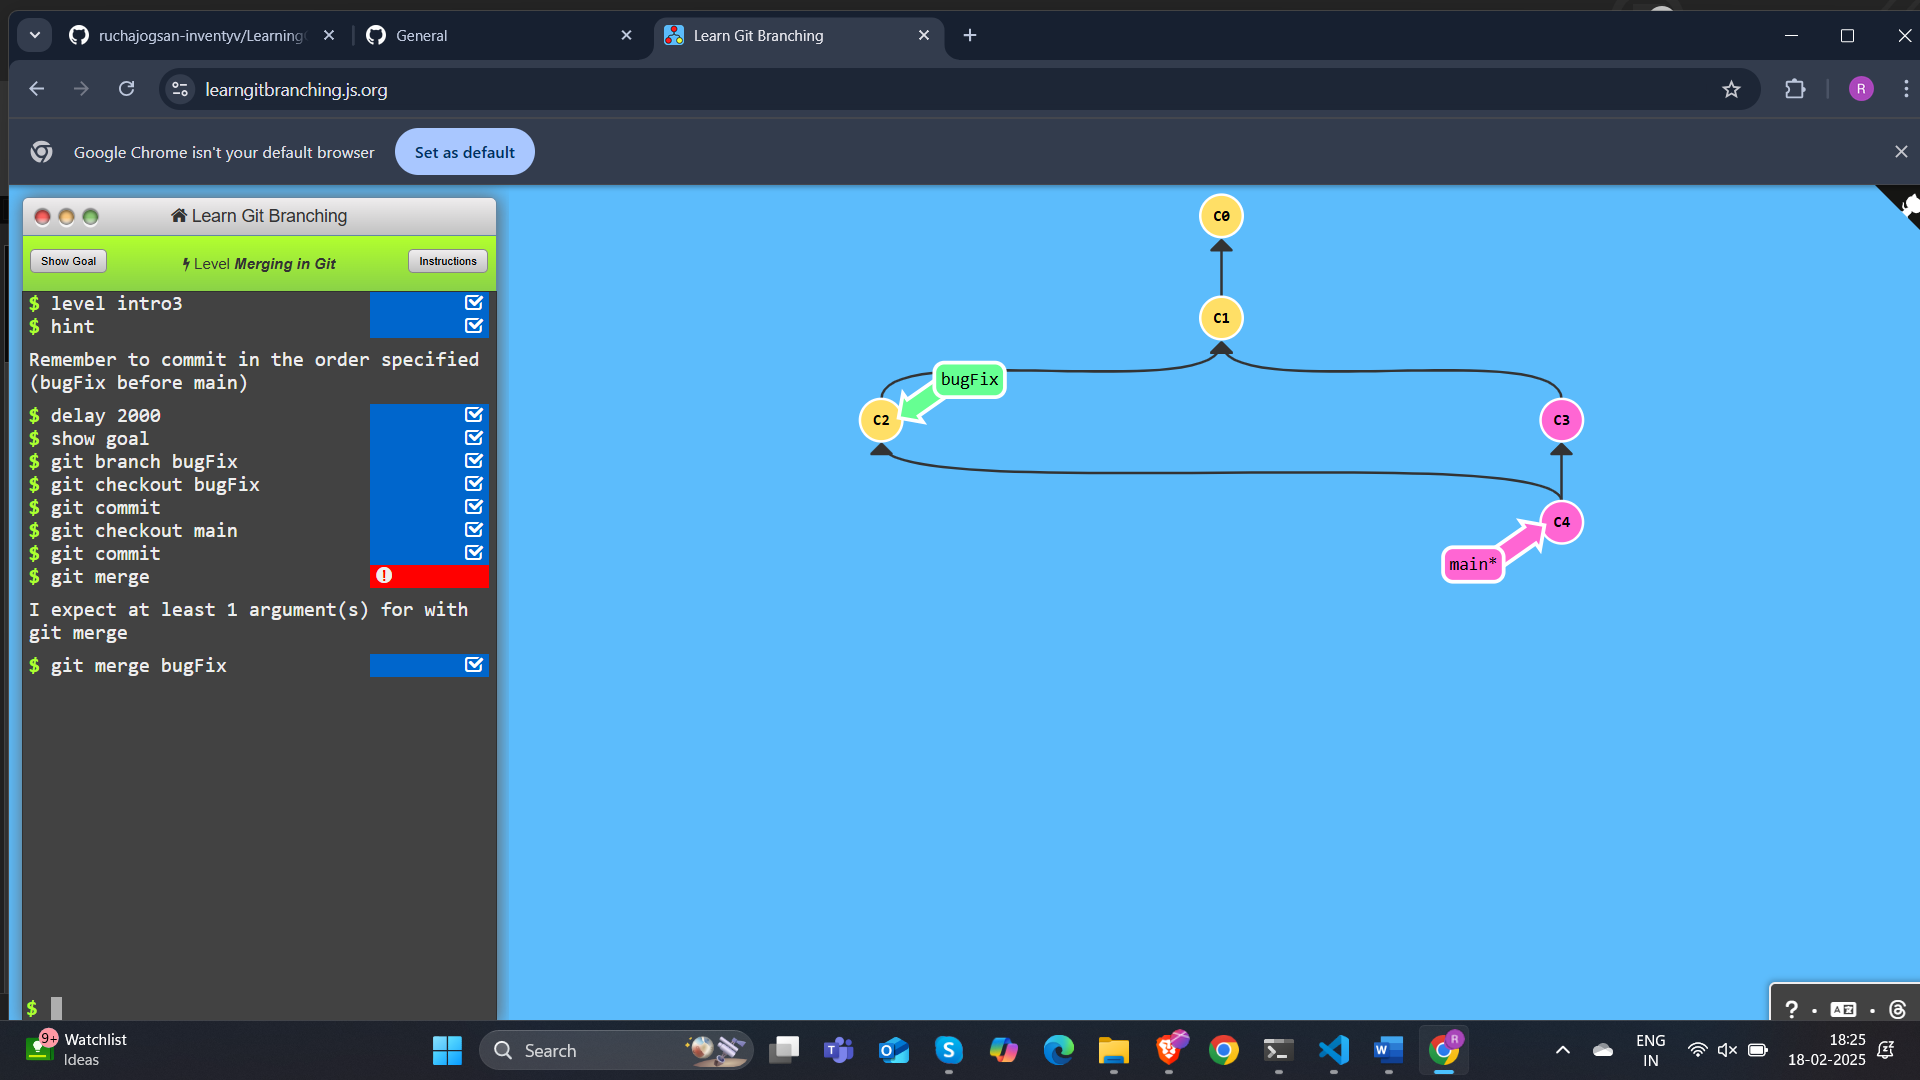 ruchajogsan-inventyv/Learning
General
Learn Git Branching
learngitbranching.js.org
R
Google Chrome isn't your default browser
Set as default
Learn Git Branching
Show Goal
Level Merging in Git
Instructions
$ level intro3
$ hint
Remember to commit in the order specified
(bugFix before main)
$ delay 2000
$ show goal
$ git branch bugFix
$ git checkout bugFix
$ git commit
$ git checkout main
$ git commit
$ git merge
I expect at least 1 argument(s) for with
git merge
$ git merge bugFix
$
C0
C1
bugFix
C2
C3
C4
main*
?
9+
Watchlist
Ideas
Search
R
ENG
IN
18:25
18-02-2025